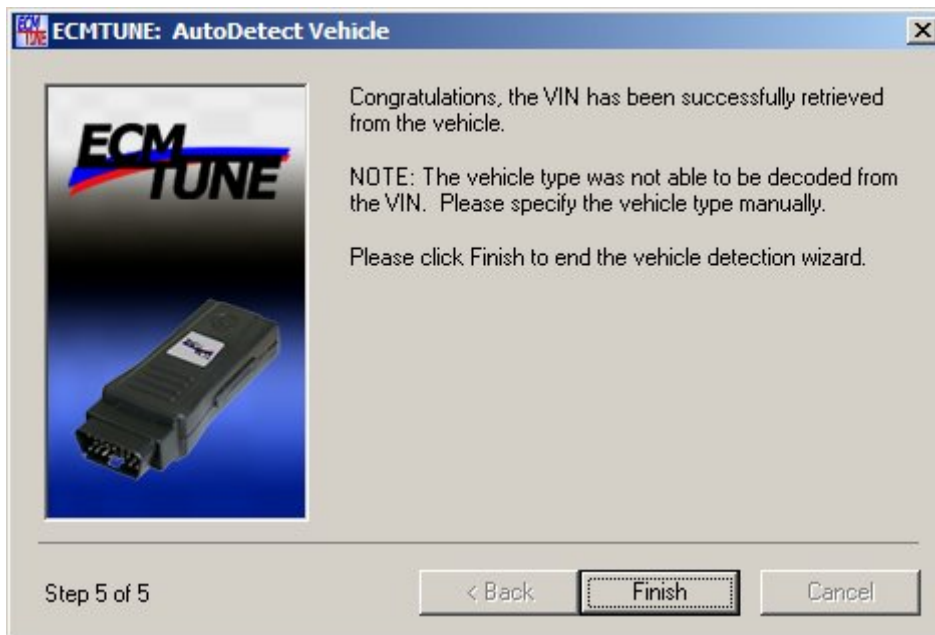 ECMTUNE: AutoDetect Vehicle
Congratulations, the VIN has been successfully retrieved
from the vehicle.
NOTE: The vehicle type was not able to be decoded from
the VIN. Please specify the vehicle type manually.
Please click Finish to end the vehicle detection wizard.
ECM
TUNE
Step 5 of 5
< Back
Finish
Cancel